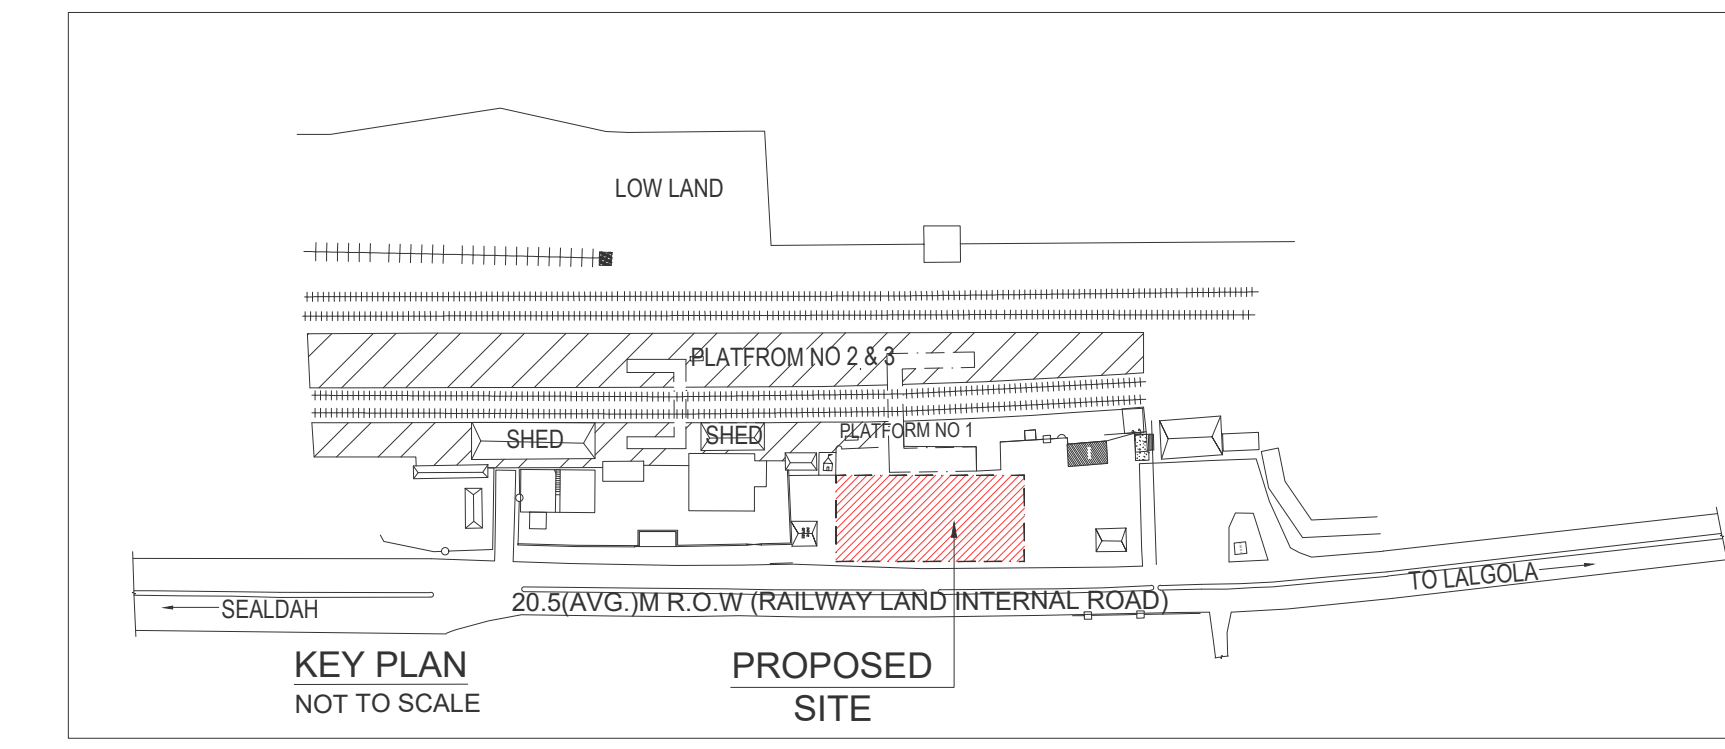 LOW LAND
PLATFROM NO 2 & 3
SHED
SHED
PLATFORM NO 1
TO LALGOLA
SEALDAH
20.5(AVG.)M R.O.W (RAILWAY LAND INTERNAL ROAD)
KEY PLAN
NOT TO SCALE
PROPOSED
SITE